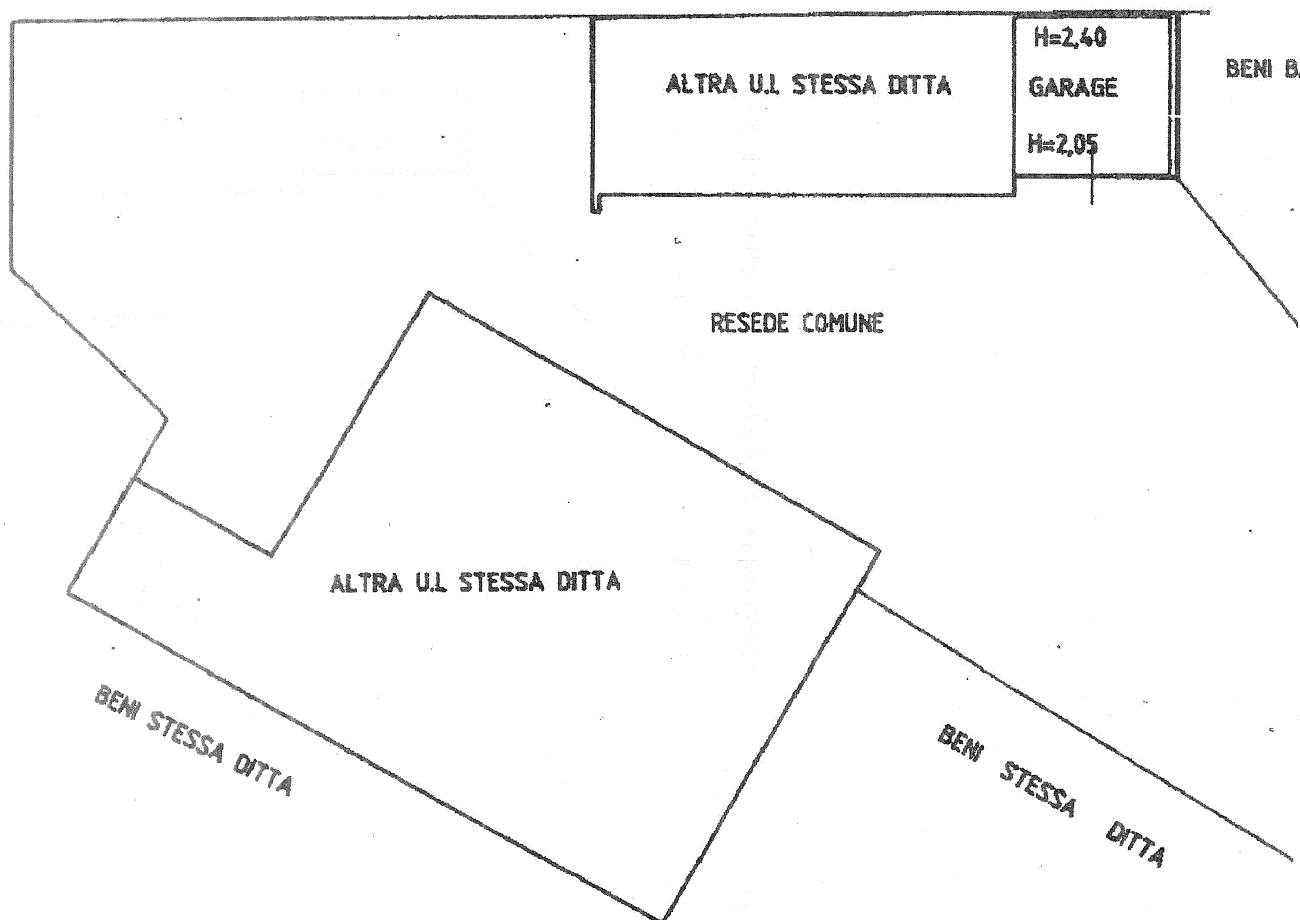 H=2,40
ALTRA U.I. STESSA DITTA
GARAGE
BENI
H=2,05
RESEDE COMUNE
ALTRA U.I. STESSA DITTA
BENI STESSA DITTA
BENI STESSA DITTA